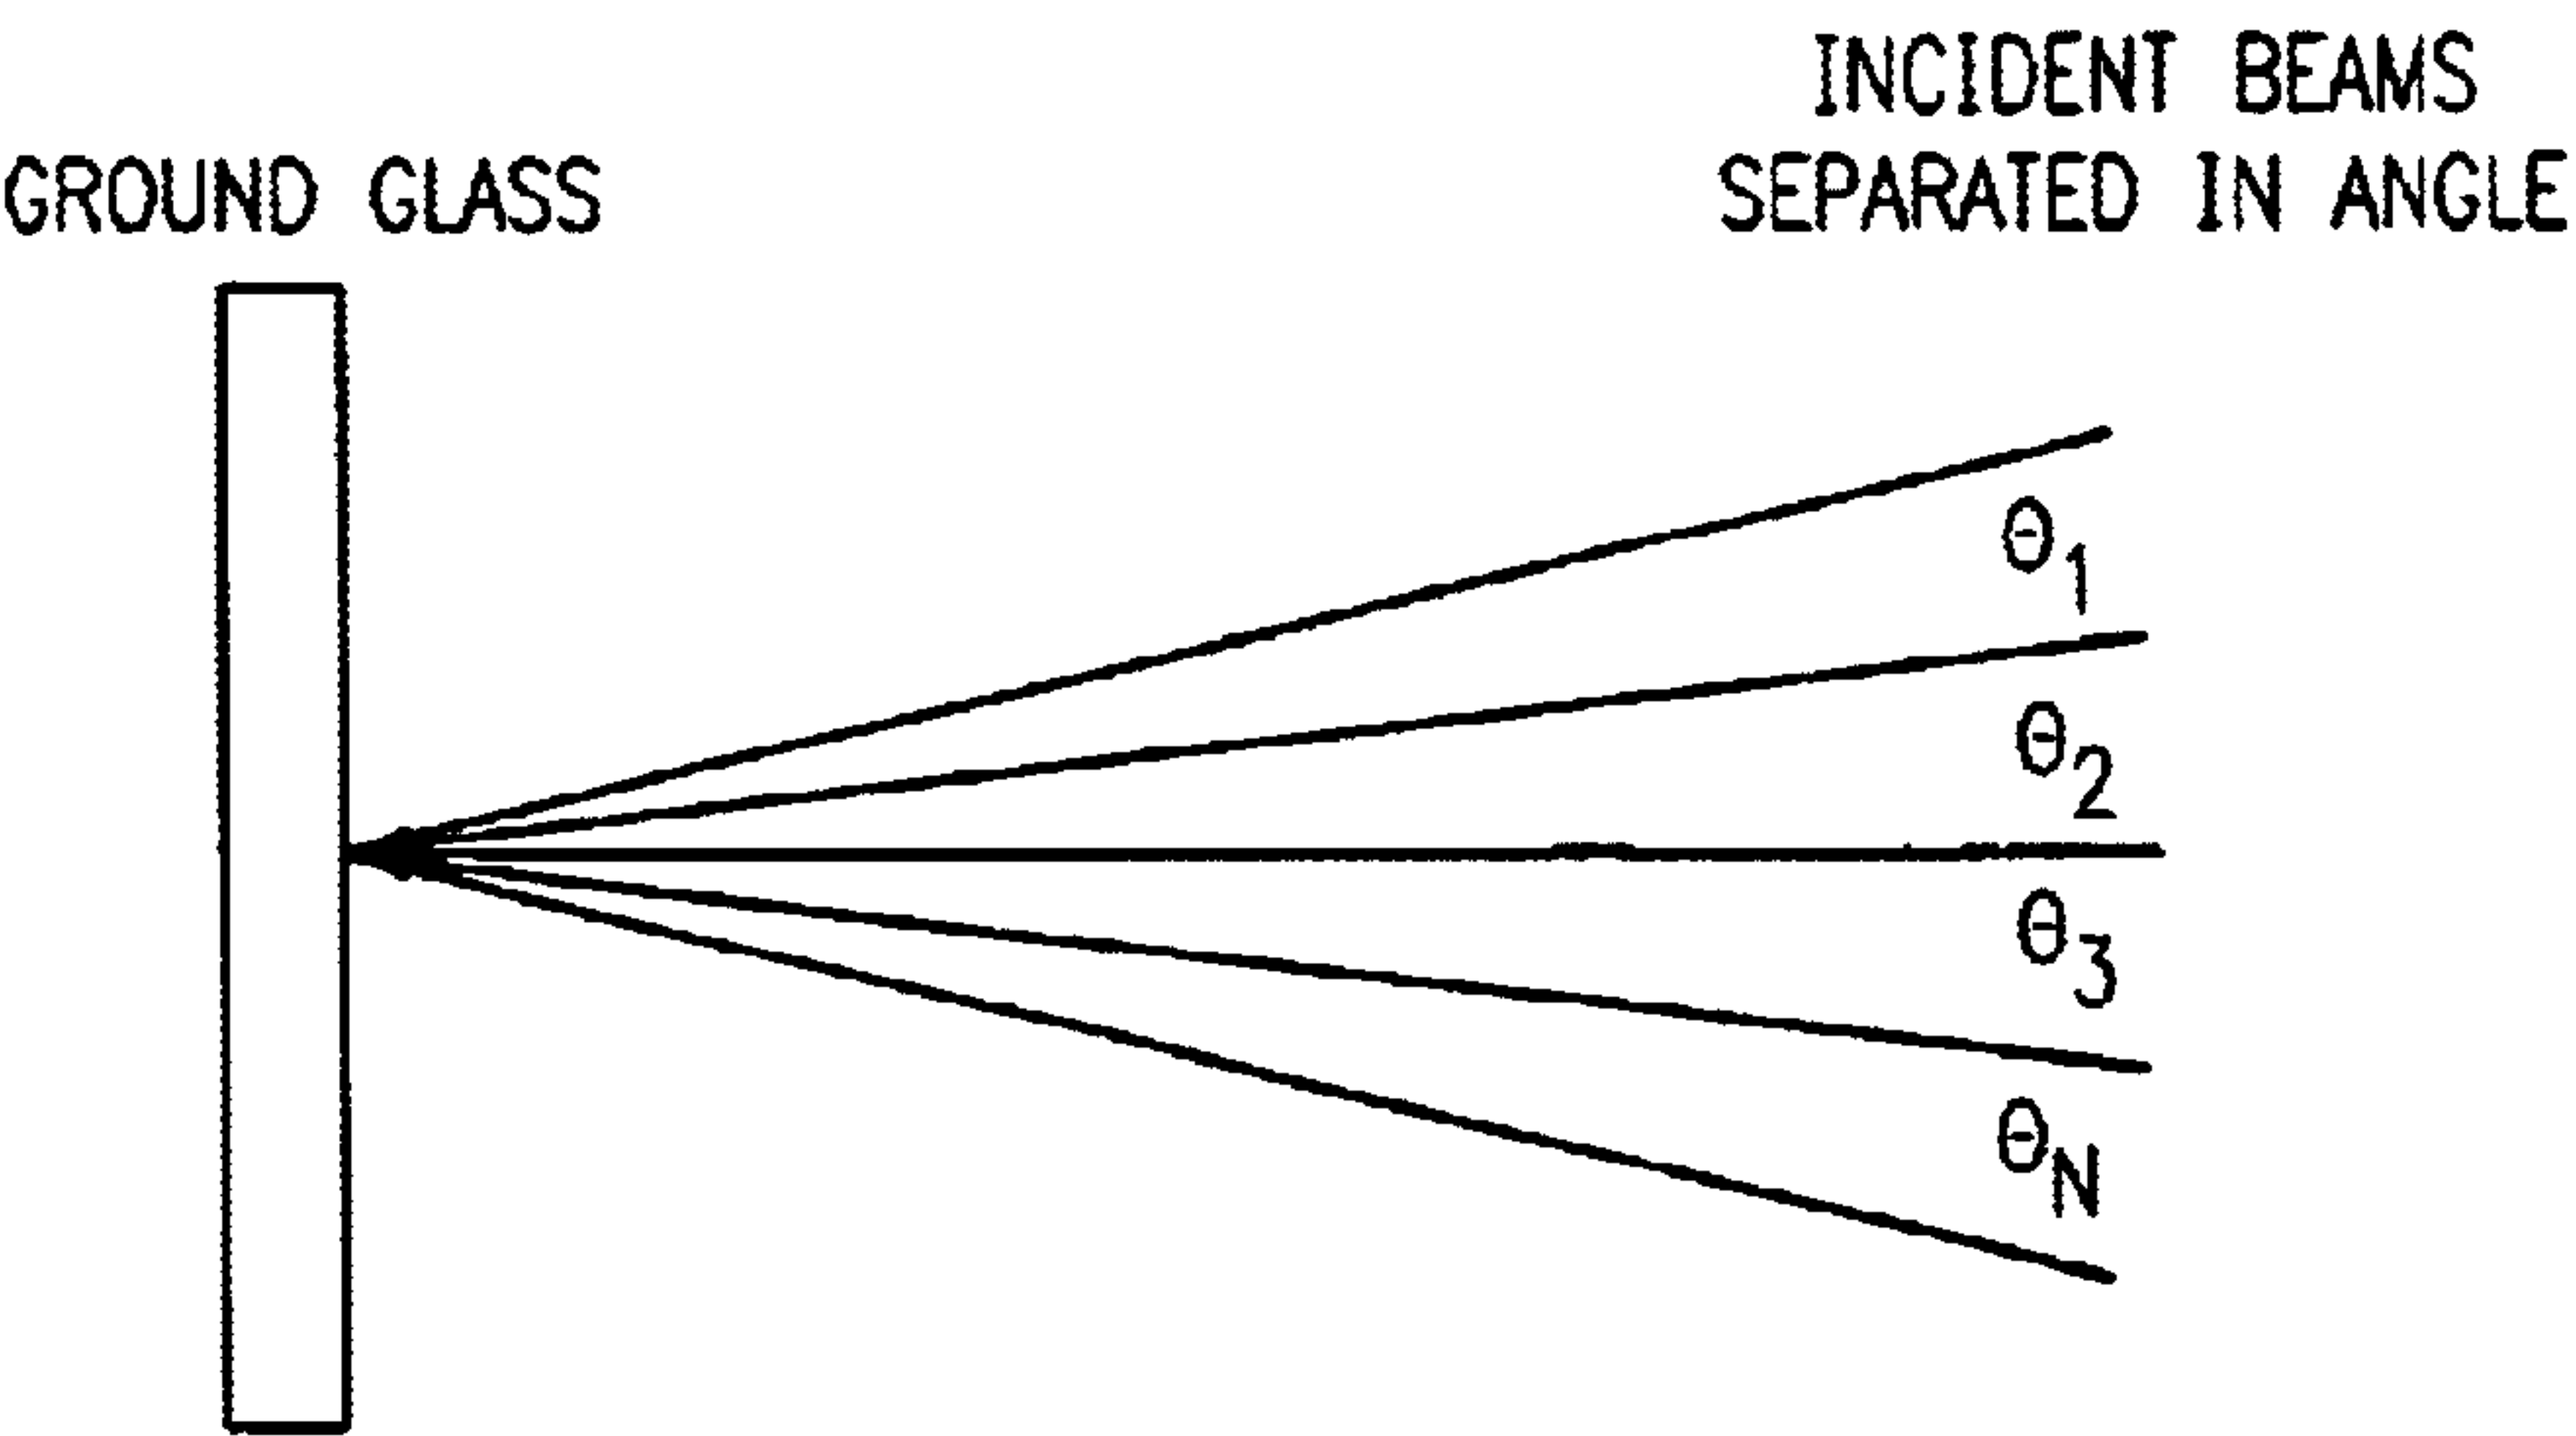 INCIDENT BEAMS
GROUND GLASS
SEPARATED IN ANGLE
Θ1
Θ2
Θ3
ΘN